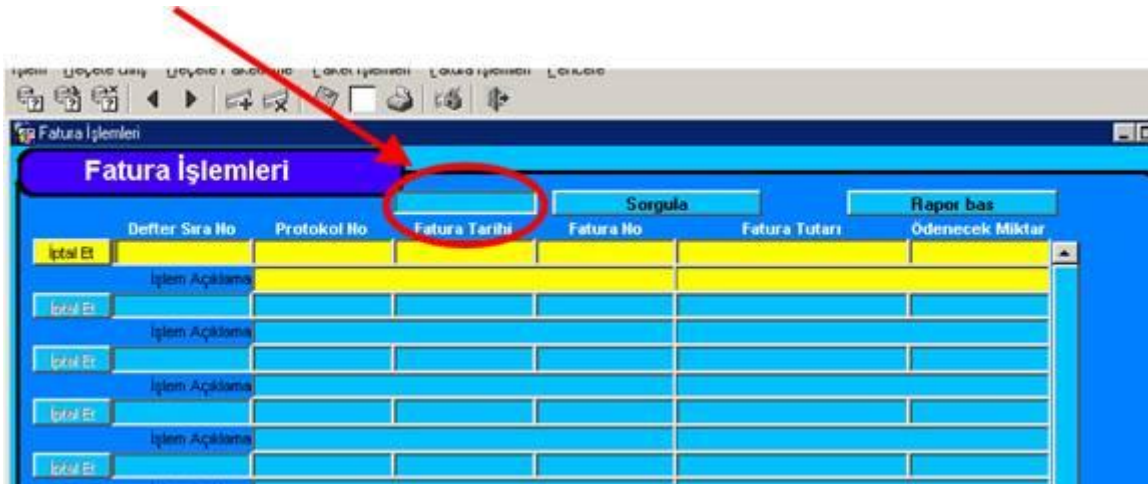 Fatura İşlemleri
Fatura İşlemleri
Sorgula Rapor bas
Defter Sıra No Protokol No Fatura Tarihi Fatura No Fatura Tutarı Ödenecek Miktar
İptal Et
İşlem Açıklama
İptal Et
İşlem Açıklama
İptal Et
İşlem Açıklama
İptal Et
İşlem Açıklama
İptal Et